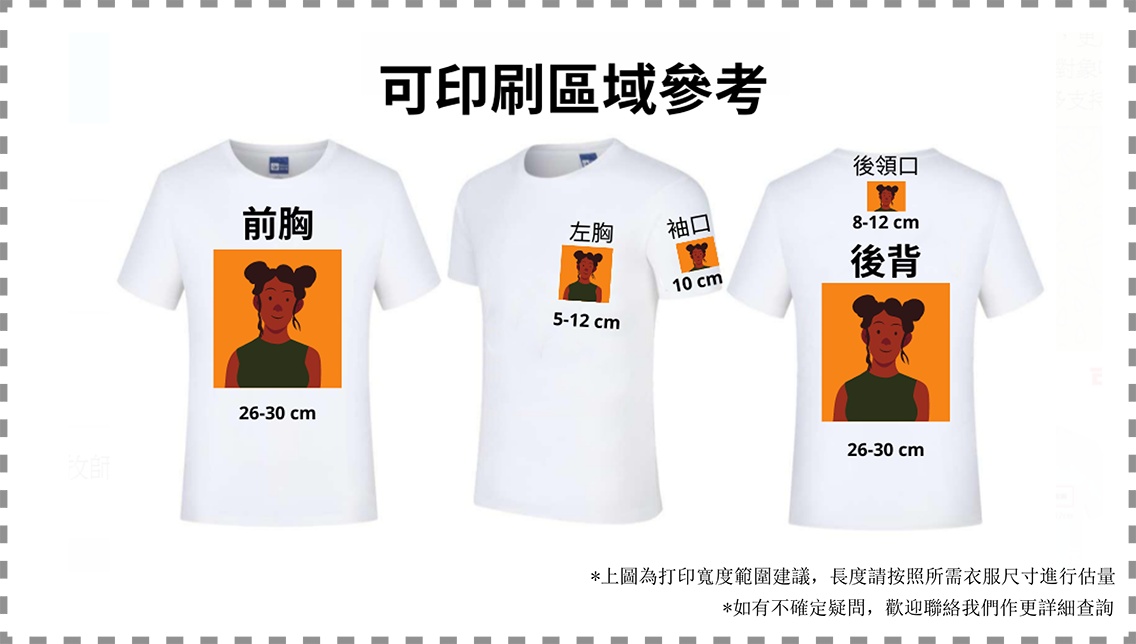 可印刷區域參考
前胸
26-30 cm
左胸
5-12 cm
袖口
10 cm
後領口
8-12 cm
後背
26-30 cm
*上圖為打印寬度範圍建議，長度請按照所需衣服尺寸進行估量
*如有不確定疑問，歡迎聯絡我們作更詳細查詢